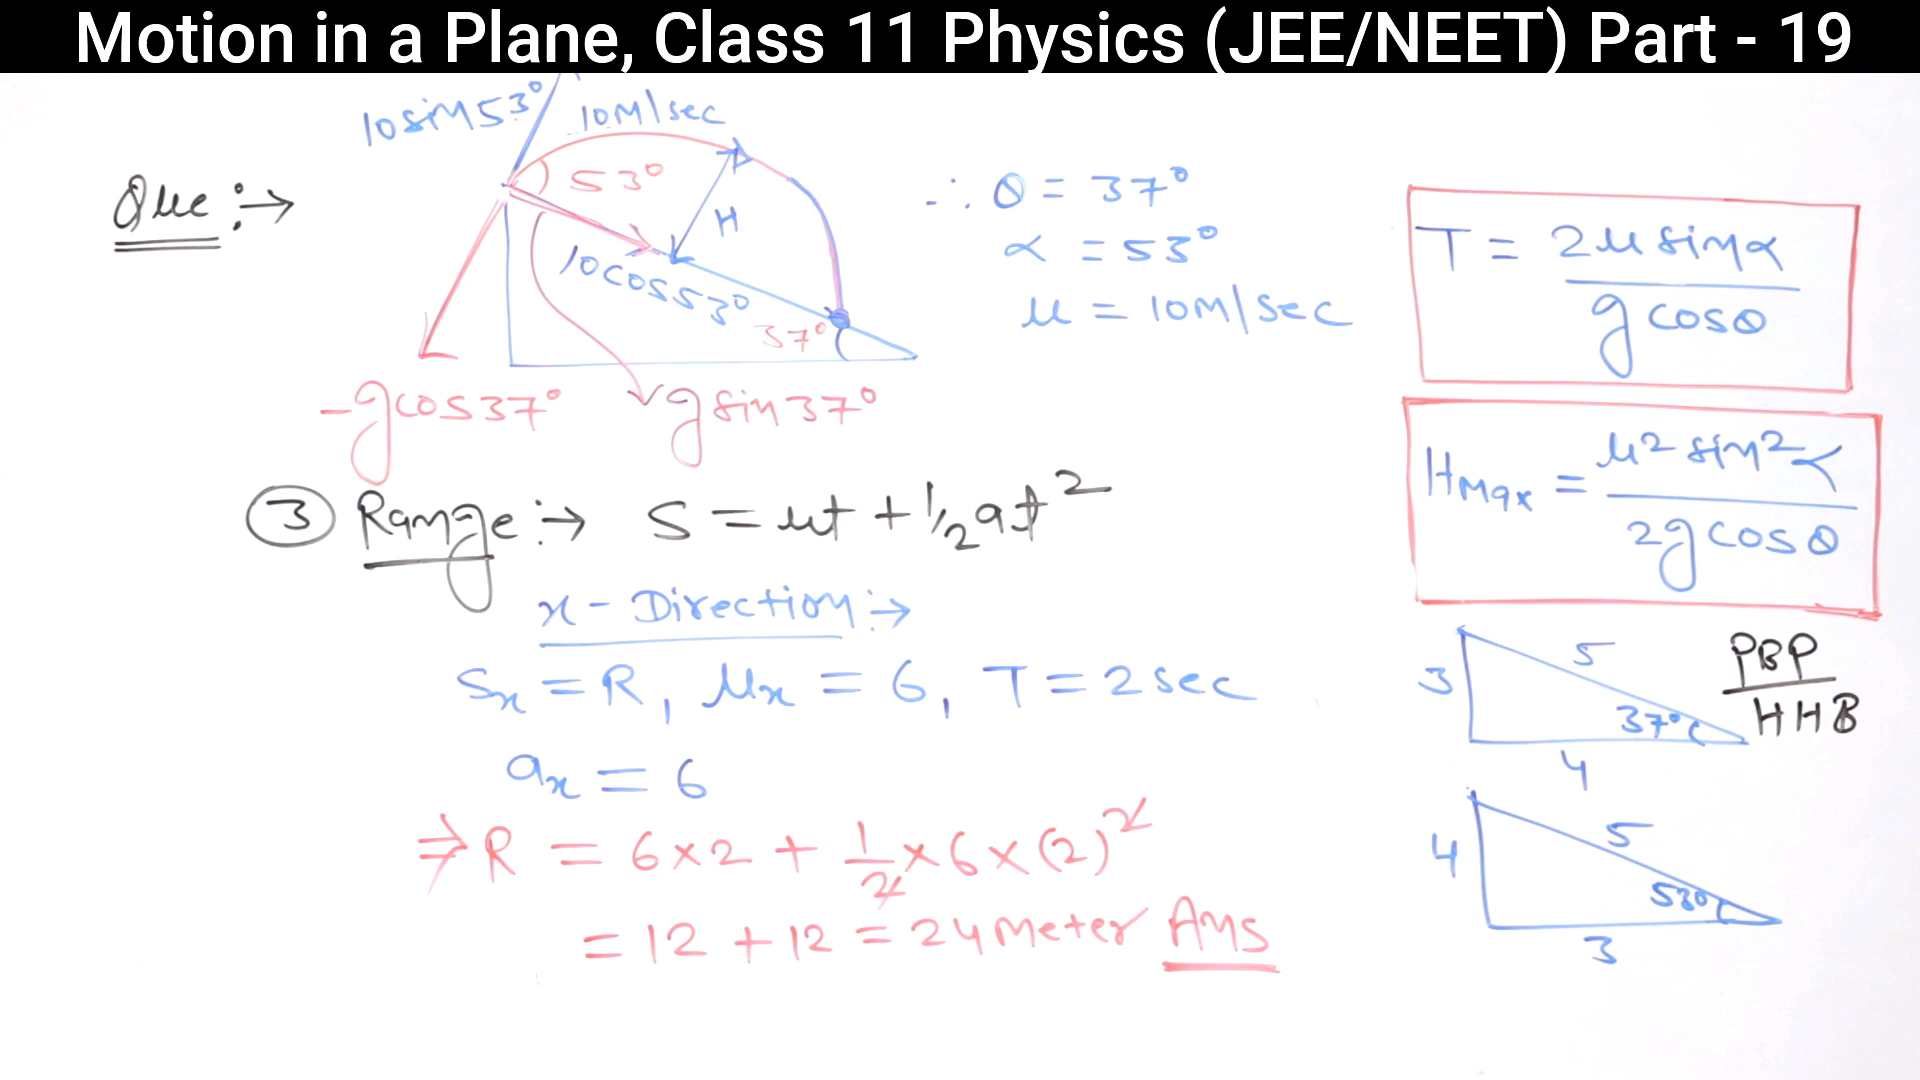 Motion in a Plane, Class 11 Physics (JEE/NEET) Part - 19
10sin53° 10M/sec
Que :→
53°
H
10cos53°
37°
-gcos37° gsin37°
∴ θ = 37°
α = 53°
u = 10M/sec
T = 2u sinα / g cosθ
HMax = u² sin²α / 2g cosθ
③ Range :→ S = ut + 1/2 at²
x - Direction :→
Sx = R, ux = 6, T = 2sec
ax = 6
⇒ R = 6×2 + 1/2 × 6 × (2)²
= 12 + 12 = 24 Meter Ans
3 5 37° 4
PBP
HHB
4 5 53° 3